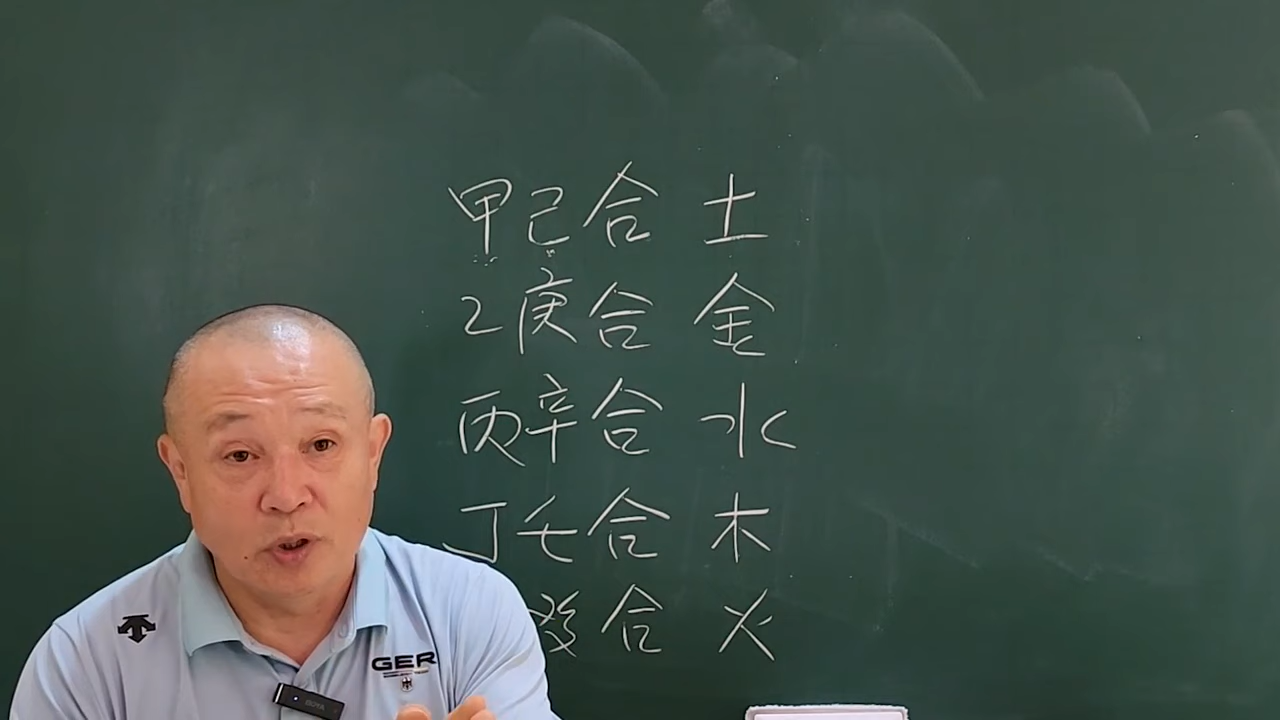 甲己合 土
乙庚合 金
丙辛合 水
丁壬合 木
癸合 火
GER